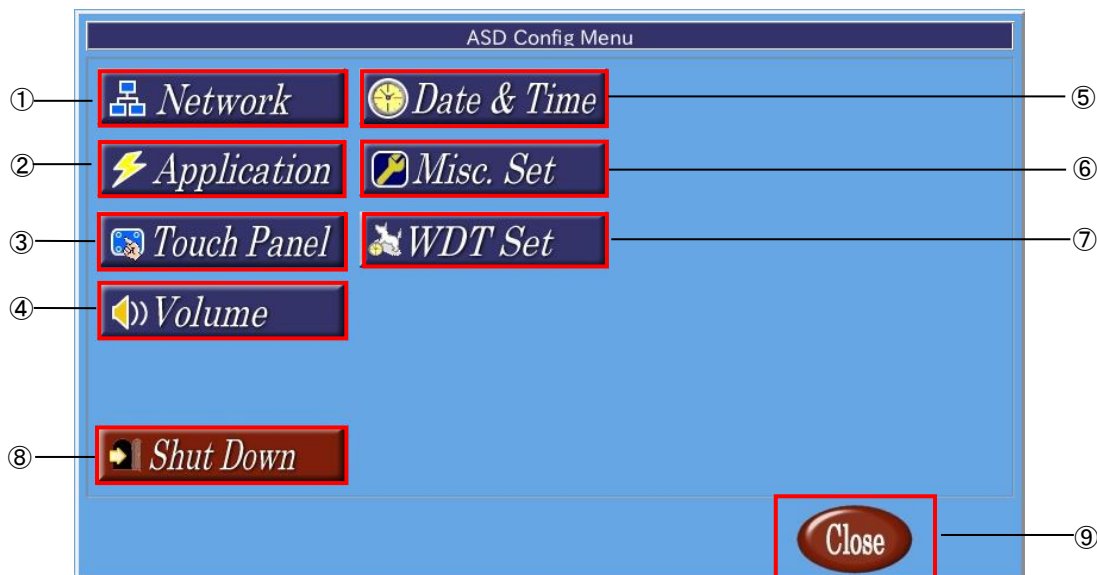 ASD Config Menu
① Network
Date & Time ⑤
② Application
Misc. Set ⑥
③ Touch Panel
WDT Set ⑦
④ Volume
⑧ Shut Down
Close ⑨